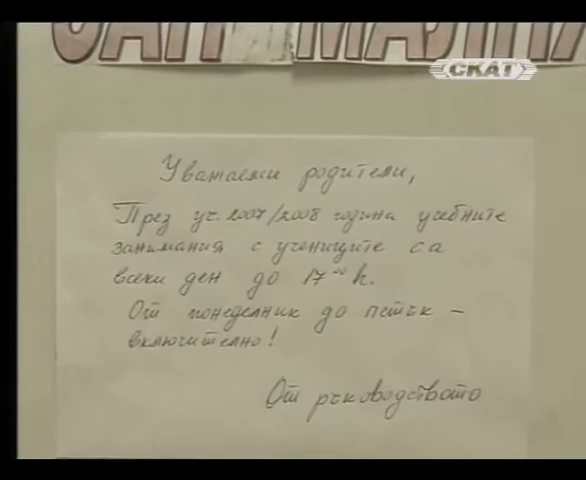 СКАТ
Уважаеми родители,
През уч. 2007/2008 година учебните
занимания с учениците са
всеки ден до 17⁰⁰ h.
От понеделник до петък –
включително!
От ръководството